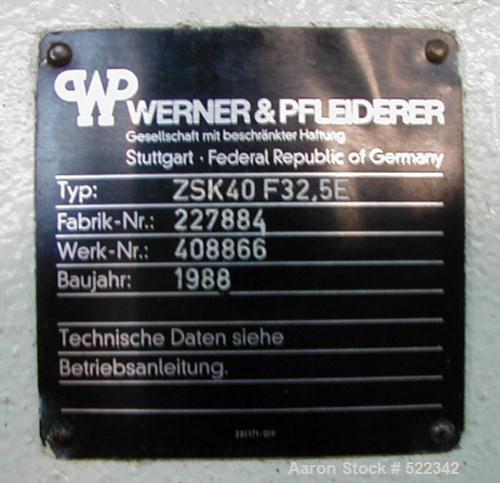 WP WERNER & PFLEIDERER
Gesellschaft mit beschränkter Haftung
Stuttgart · Federal Republic of Germany
Typ: ZSK40 F32,5E
Fabrik-Nr.: 227884
Werk-Nr.: 408866
Baujahr: 1988
Technische Daten siehe
Betriebsanleitung.
Aaron Stock # 522342